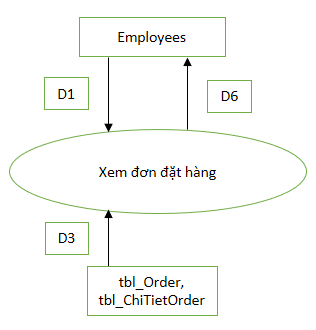 Employees
D1
D6
Xem đơn đặt hàng
D3
tbl_Order,
tbl_ChiTietOrder